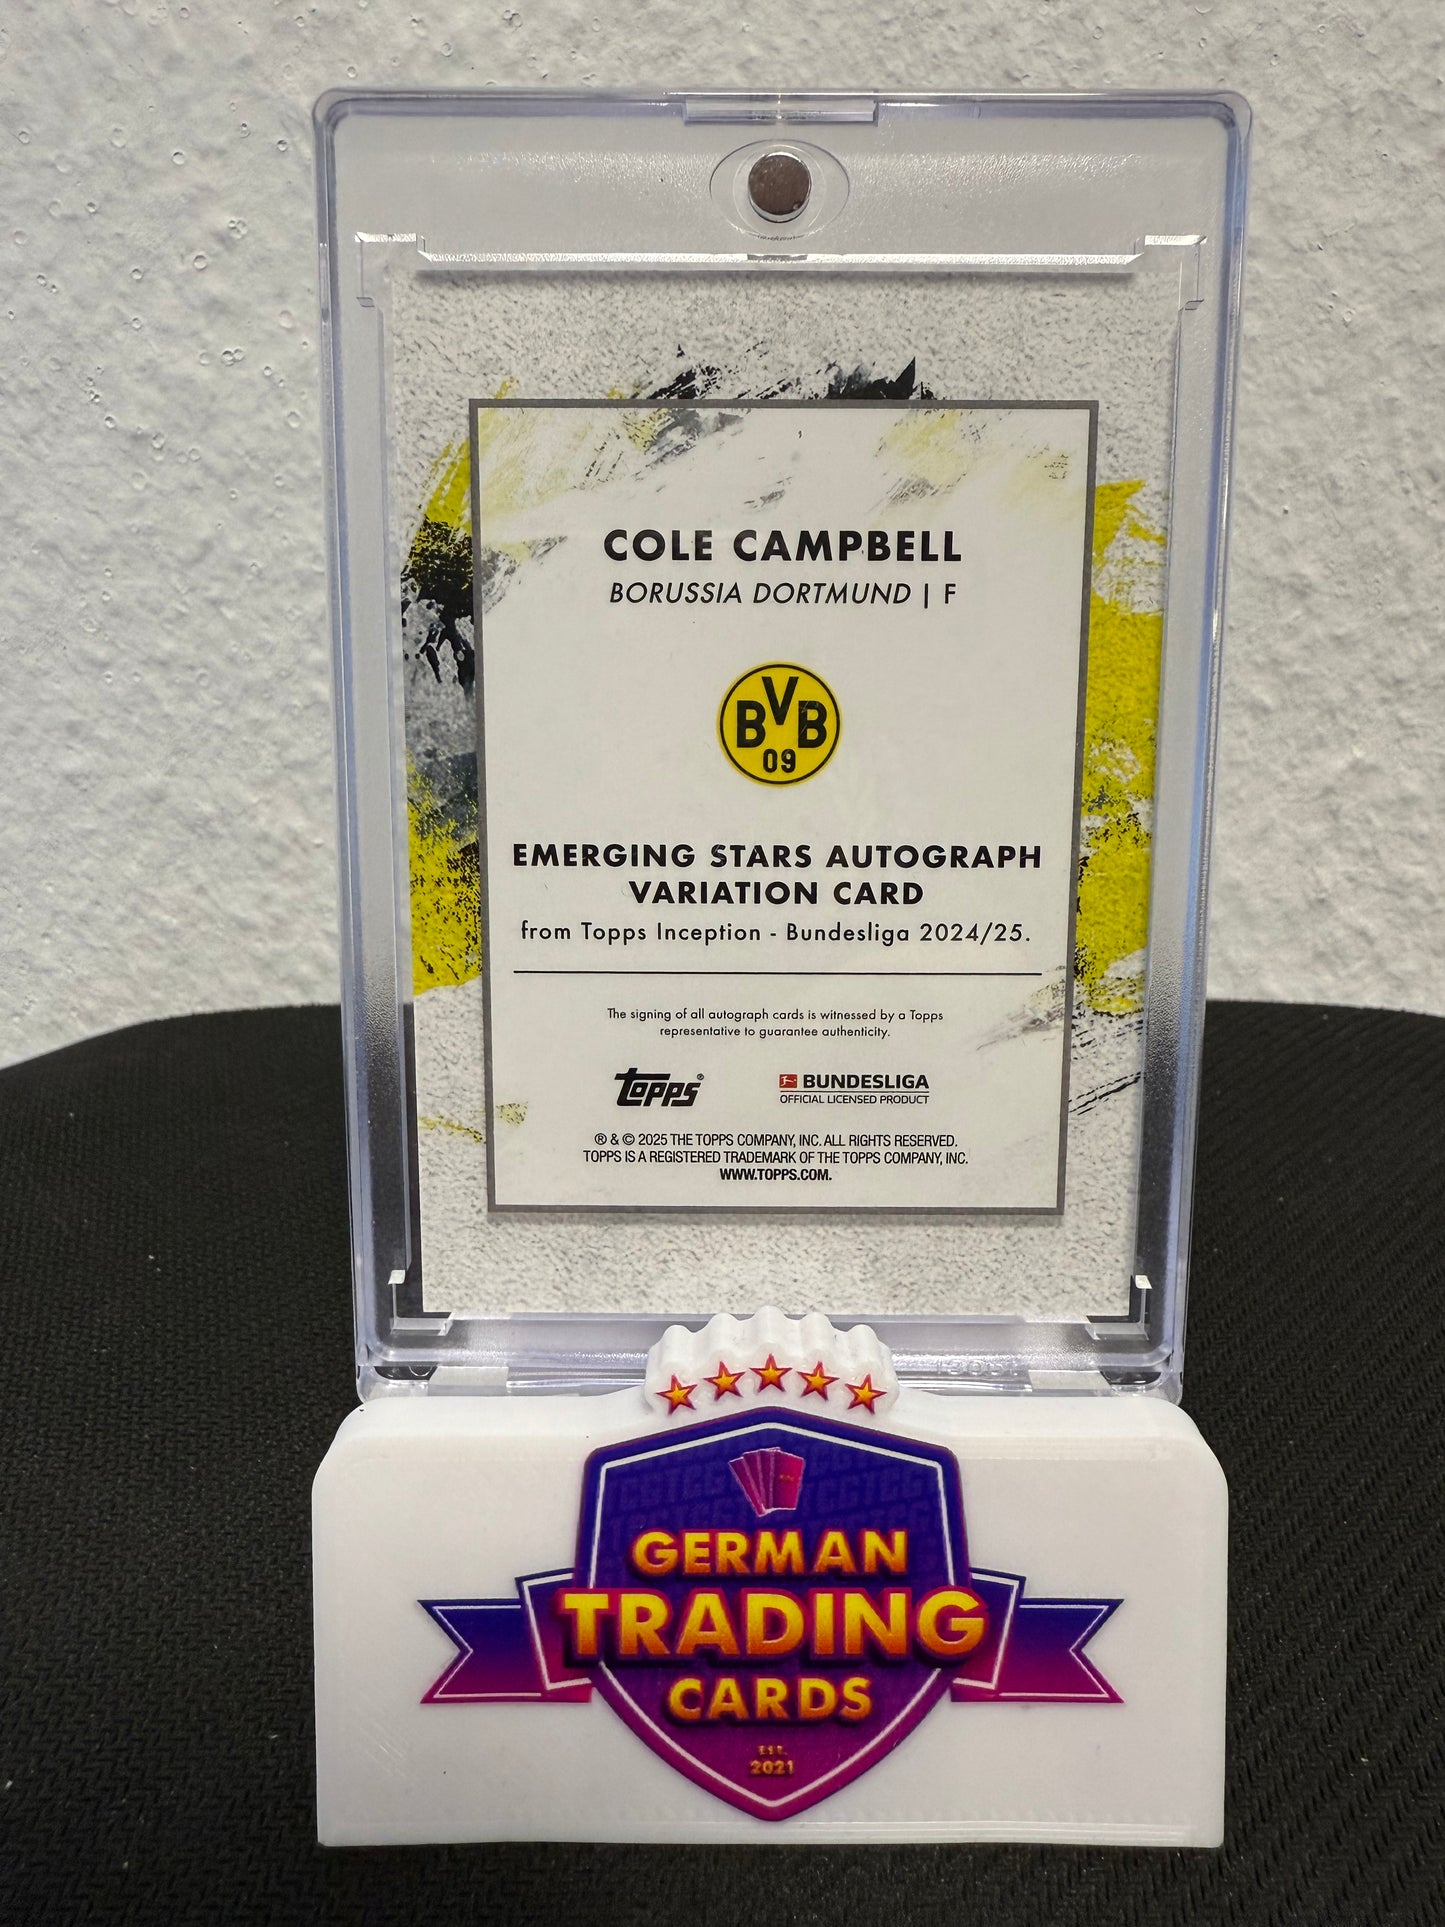 COLE CAMPBELL
BORUSSIA DORTMUND | F
BVB
09
EMERGING STARS AUTOGRAPH
VARIATION CARD
from Topps Inception - Bundesliga 2024/25.
The signing of all autograph cards is witnessed by a Topps
representative to guarantee authenticity.
topps®
BUNDESLIGA
OFFICIAL LICENSED PRODUCT
® & © 2025 THE TOPPS COMPANY, INC. ALL RIGHTS RESERVED.
TOPPS IS A REGISTERED TRADEMARK OF THE TOPPS COMPANY, INC.
WWW.TOPPS.COM.
GERMAN
TRADING
CARDS
EST.
2021